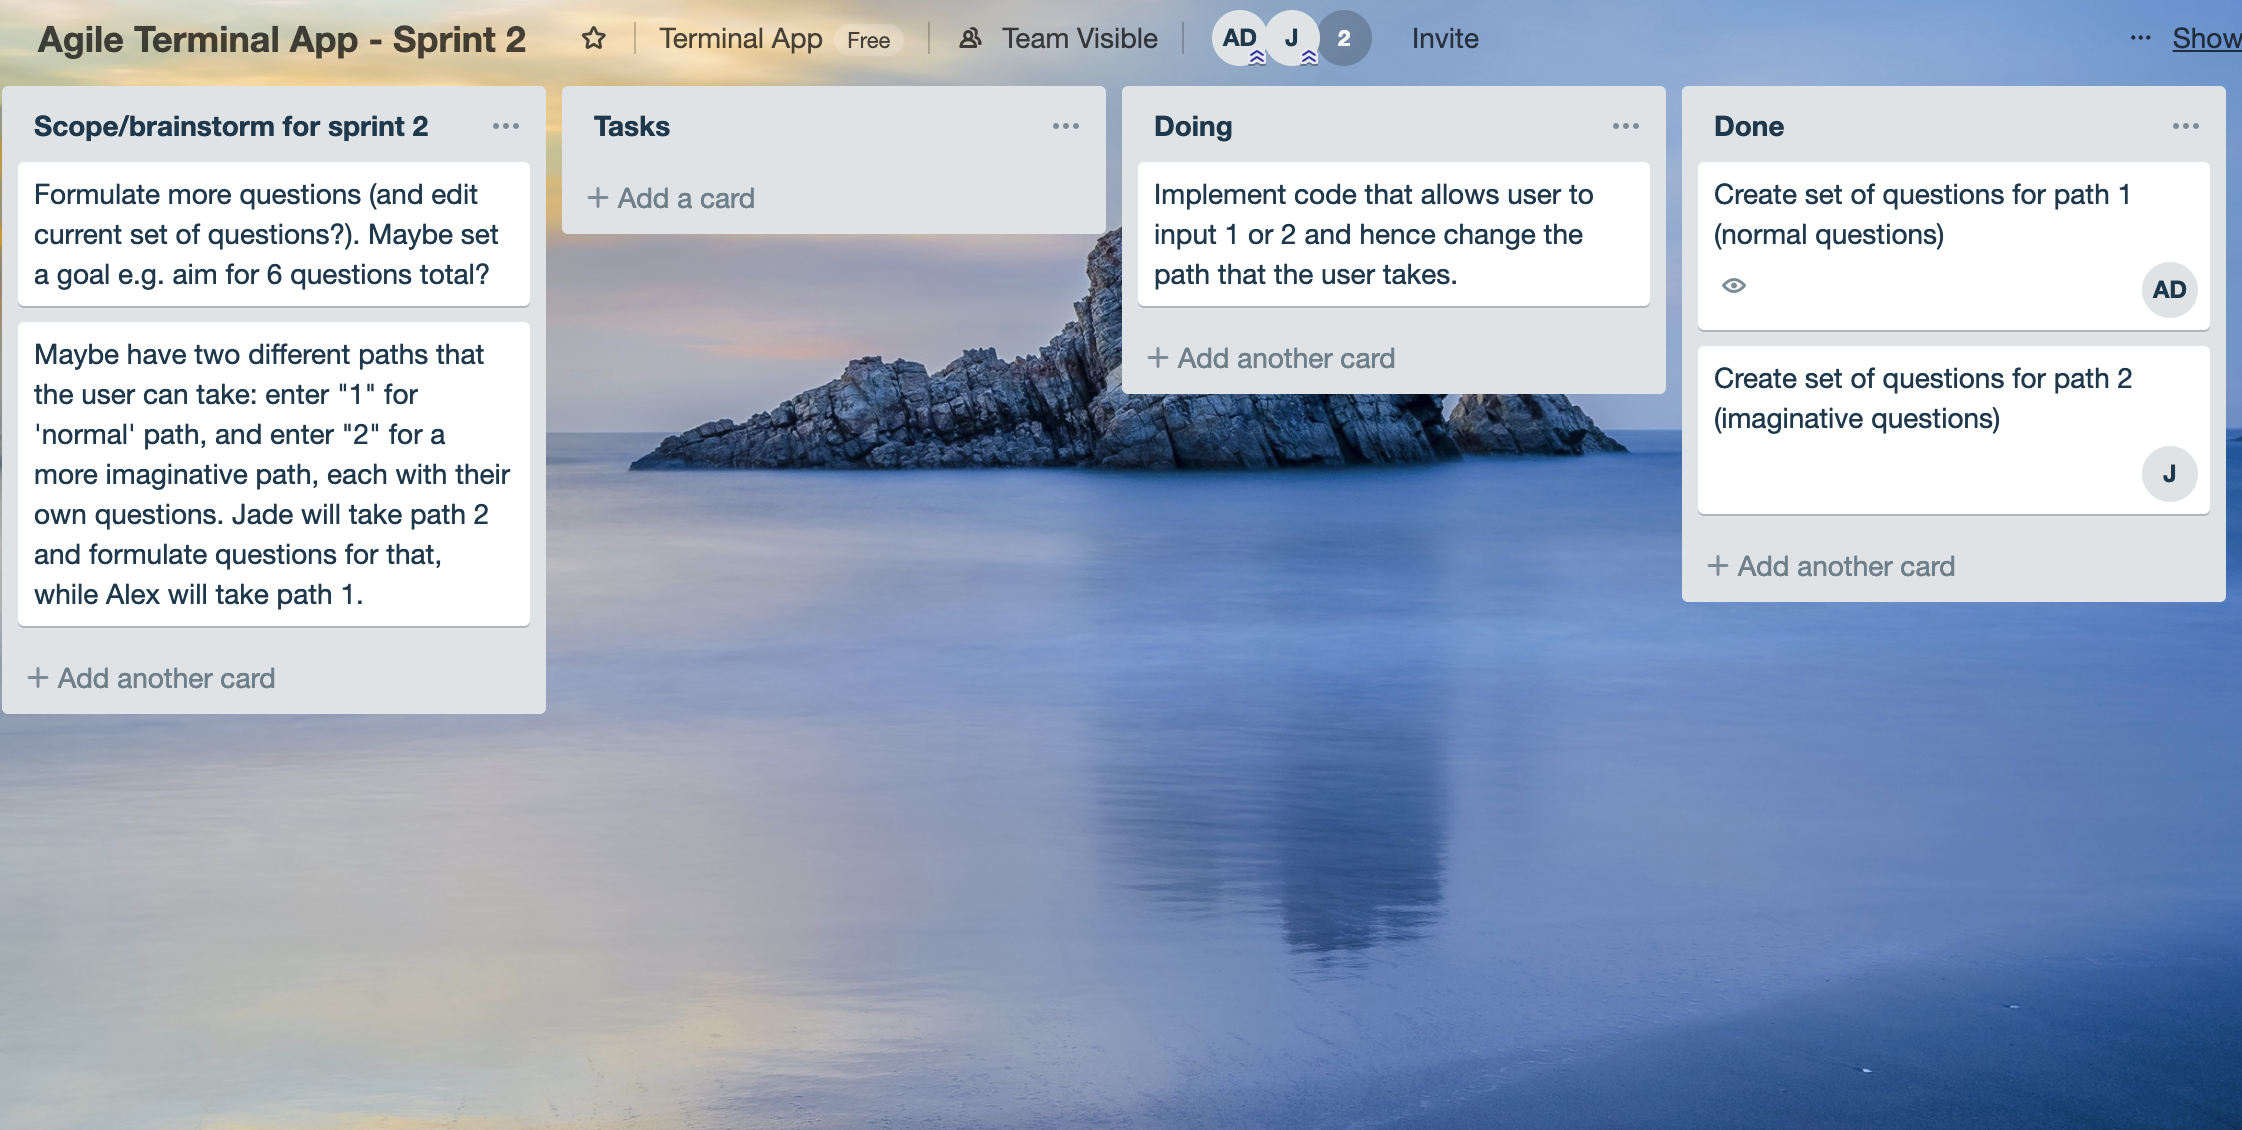 Agile Terminal App - Sprint 2
Terminal App Free
Team Visible
AD J 2
Invite
Show
Scope/brainstorm for sprint 2
Formulate more questions (and edit
current set of questions?). Maybe set
a goal e.g. aim for 6 questions total?
Maybe have two different paths that
the user can take: enter "1" for
'normal' path, and enter "2" for a
more imaginative path, each with their
own questions. Jade will take path 2
and formulate questions for that,
while Alex will take path 1.
+ Add another card
Tasks
+ Add a card
Doing
Implement code that allows user to
input 1 or 2 and hence change the
path that the user takes.
+ Add another card
Done
Create set of questions for path 1
(normal questions)
AD
Create set of questions for path 2
(imaginative questions)
J
+ Add another card